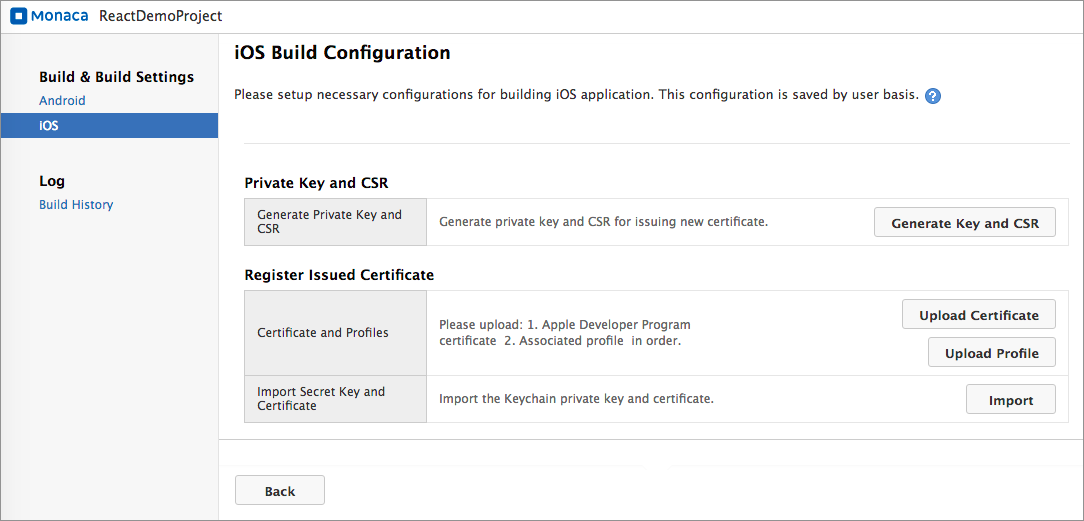 Monaca ReactDemoProject
Build & Build Settings
Android
iOS
Log
Build History
iOS Build Configuration
Please setup necessary configurations for building iOS application. This configuration is saved by user basis. ?
Private Key and CSR
Generate Private Key and
CSR
Generate private key and CSR for issuing new certificate.
Generate Key and CSR
Register Issued Certificate
Certificate and Profiles
Please upload: 1. Apple Developer Program
certificate 2. Associated profile in order.
Upload Certificate
Upload Profile
Import Secret Key and
Certificate
Import the Keychain private key and certificate.
Import
Back